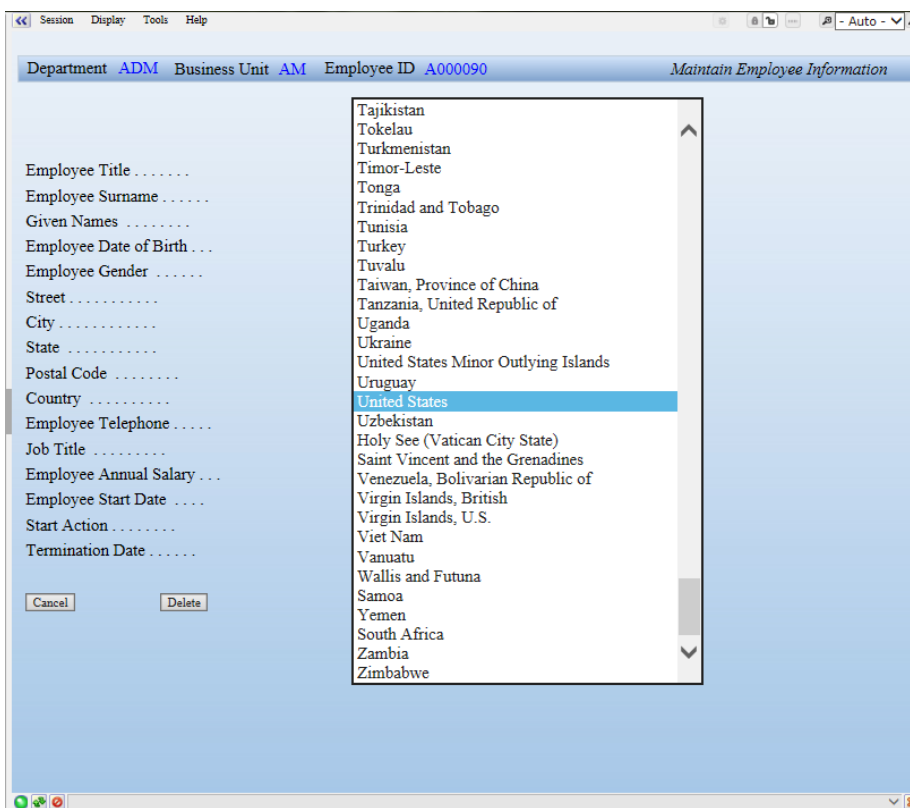 Session Display Tools Help
- Auto -
Department ADM Business Unit AM Employee ID A000090 Maintain Employee Information
Employee Title . . . . . . .
Employee Surname . . . . . .
Given Names . . . . . . . .
Employee Date of Birth . . .
Employee Gender . . . . . .
Street . . . . . . . . . . .
City . . . . . . . . . . . .
State . . . . . . . . . . .
Postal Code . . . . . . . .
Country . . . . . . . . . .
Employee Telephone . . . . .
Job Title . . . . . . . . .
Employee Annual Salary . . .
Employee Start Date . . . .
Start Action . . . . . . . .
Termination Date . . . . . .
Cancel Delete
Tajikistan
Tokelau
Turkmenistan
Timor-Leste
Tonga
Trinidad and Tobago
Tunisia
Turkey
Tuvalu
Taiwan, Province of China
Tanzania, United Republic of
Uganda
Ukraine
United States Minor Outlying Islands
Uruguay
United States
Uzbekistan
Holy See (Vatican City State)
Saint Vincent and the Grenadines
Venezuela, Bolivarian Republic of
Virgin Islands, British
Virgin Islands, U.S.
Viet Nam
Vanuatu
Wallis and Futuna
Samoa
Yemen
South Africa
Zambia
Zimbabwe